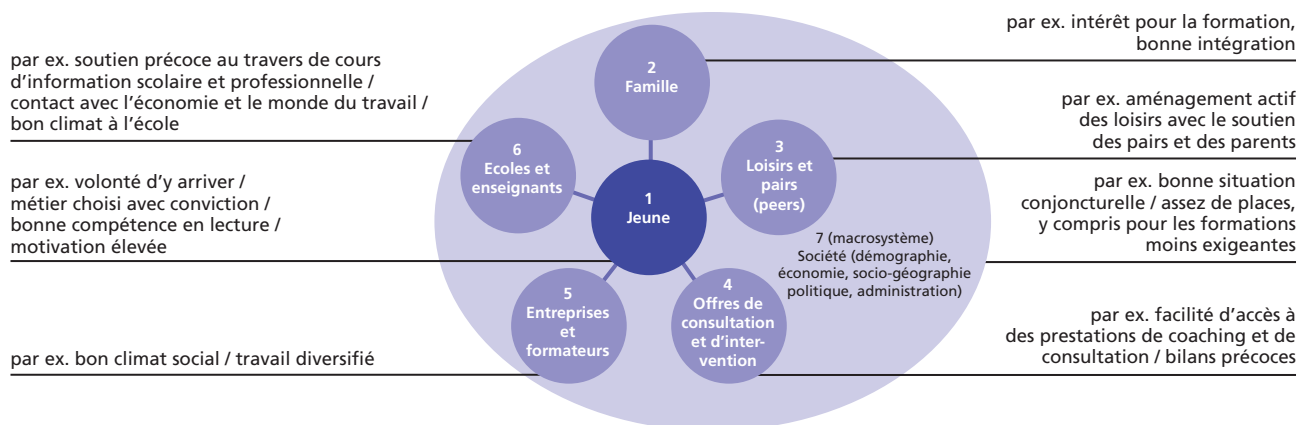 par ex. soutien précoce au travers de cours
d'information scolaire et professionnelle /
contact avec l'économie et le monde du travail /
bon climat à l'école
par ex. volonté d'y arriver /
métier choisi avec conviction /
bonne compétence en lecture /
motivation élevée
par ex. bon climat social / travail diversifié
2
Famille
6
Ecoles et
enseignants
1
Jeune
3
Loisirs et
pairs
(peers)
7 (macrosystème)
Société (démographie,
économie, socio-géographie
politique, administration)
5
Entreprises
et
formateurs
4
Offres de
consultation
et d'inter-
vention
par ex. intérêt pour la formation,
bonne intégration
par ex. aménagement actif
des loisirs avec le soutien
des pairs et des parents
par ex. bonne situation
conjoncturelle / assez de places,
y compris pour les formations
moins exigeantes
par ex. facilité d'accès à
des prestations de coaching et de
consultation / bilans précoces